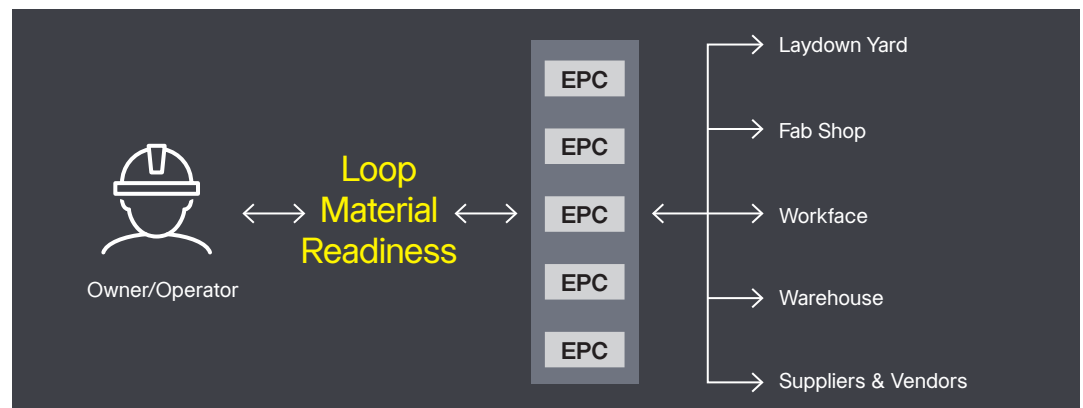 Owner/Operator
Loop
Material
Readiness
EPC
EPC
EPC
EPC
EPC
Laydown Yard
Fab Shop
Workface
Warehouse
Suppliers & Vendors